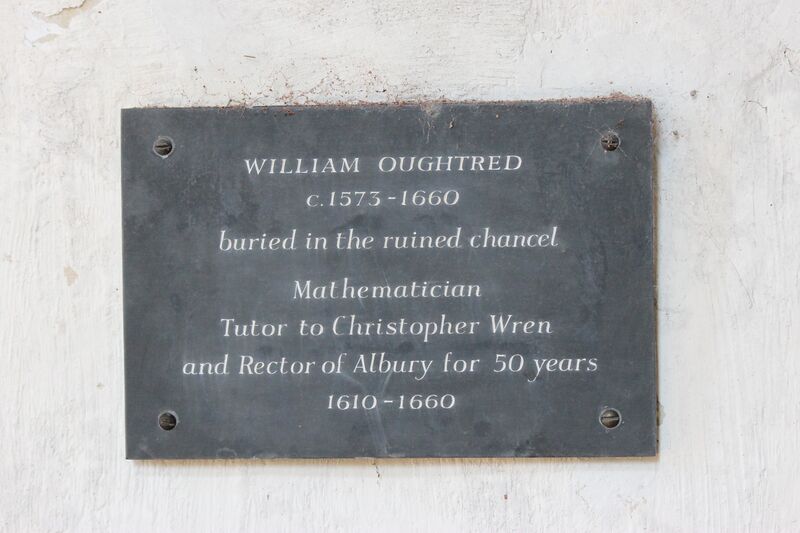 WILLIAM OUGHTRED
c.1573-1660
buried in the ruined chancel
Mathematician
Tutor to Christopher Wren
and Rector of Albury for 50 years
1610-1660